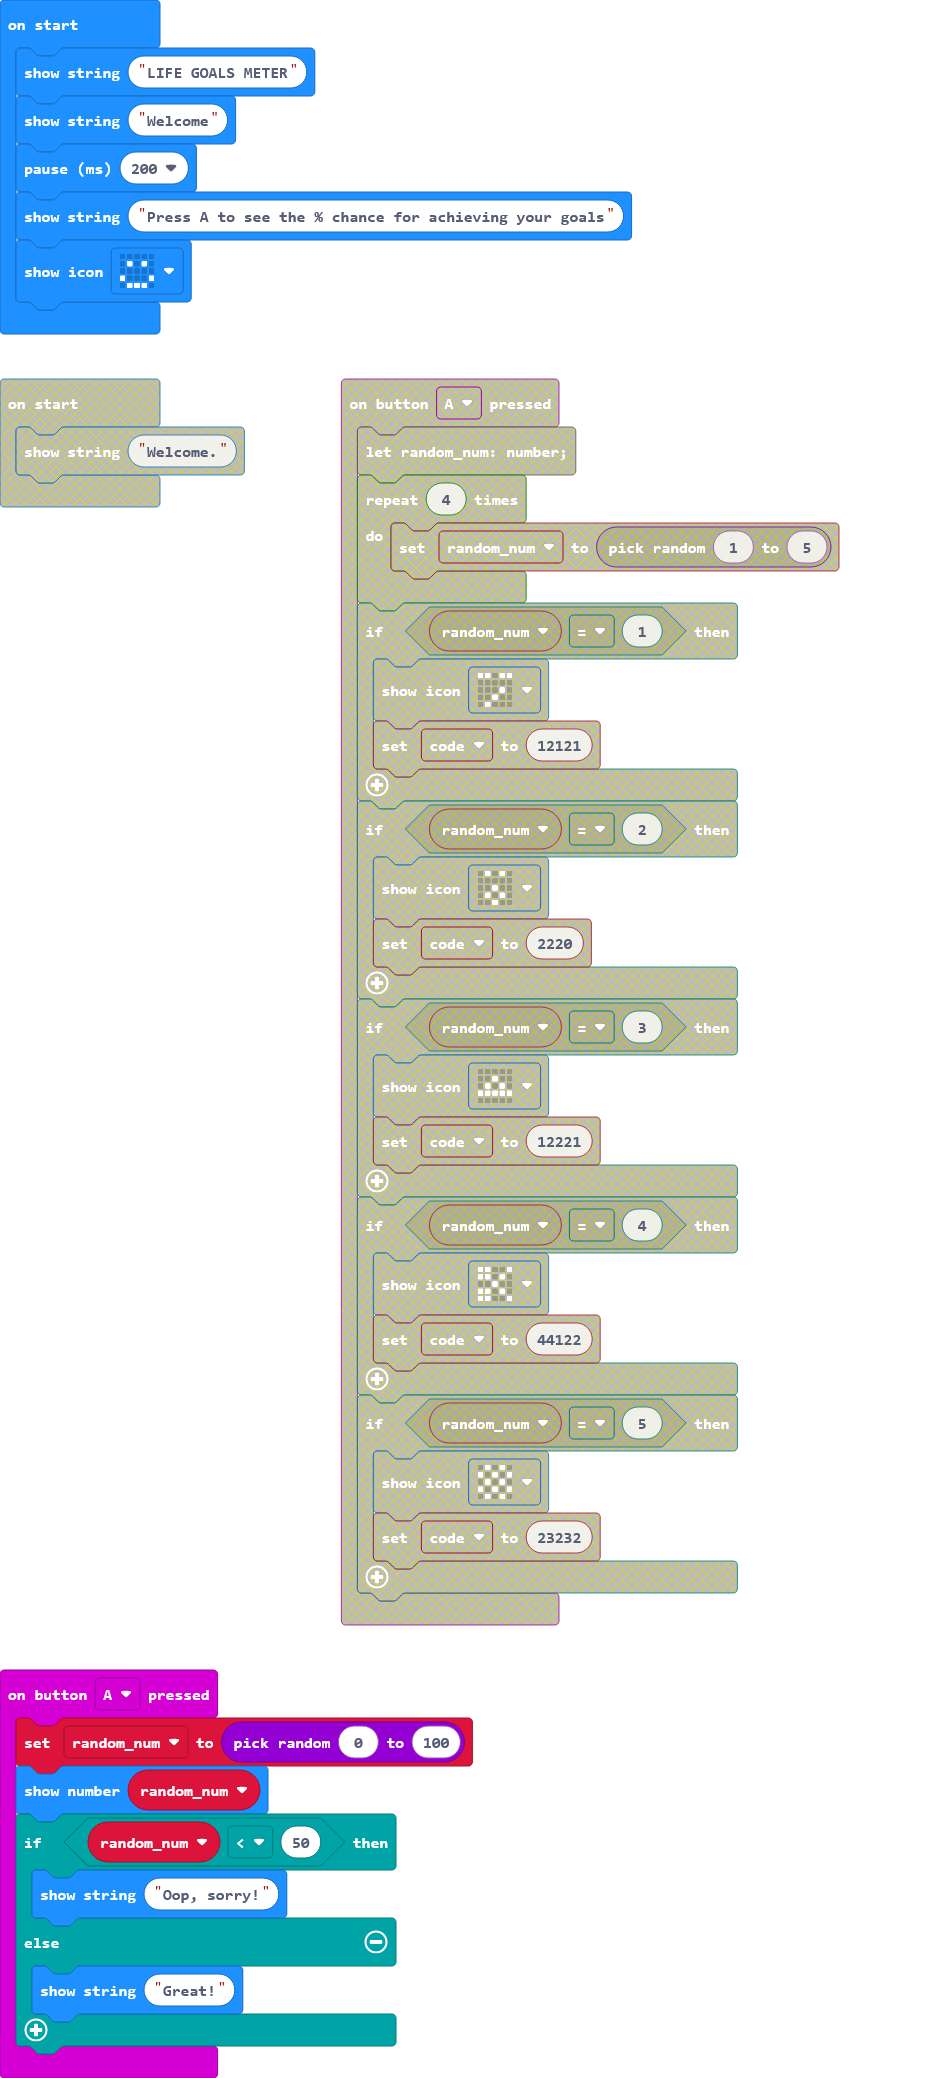 on start
show string "LIFE GOALS METER"
show string "Welcome"
pause (ms) 200
show string "Press A to see the % chance for achieving your goals"
show icon
on start
show string "Welcome."
on button A pressed
let random_num: number;
repeat 4 times
do set random_num to pick random 1 to 5
if random_num = 1 then
show icon
set code to 12121
if random_num = 2 then
show icon
set code to 2220
if random_num = 3 then
show icon
set code to 12221
if random_num = 4 then
show icon
set code to 44122
if random_num = 5 then
show icon
set code to 23232
on button A pressed
set random_num to pick random 0 to 100
show number random_num
if random_num < 50 then
show string "Oop, sorry!"
else
show string "Great!"